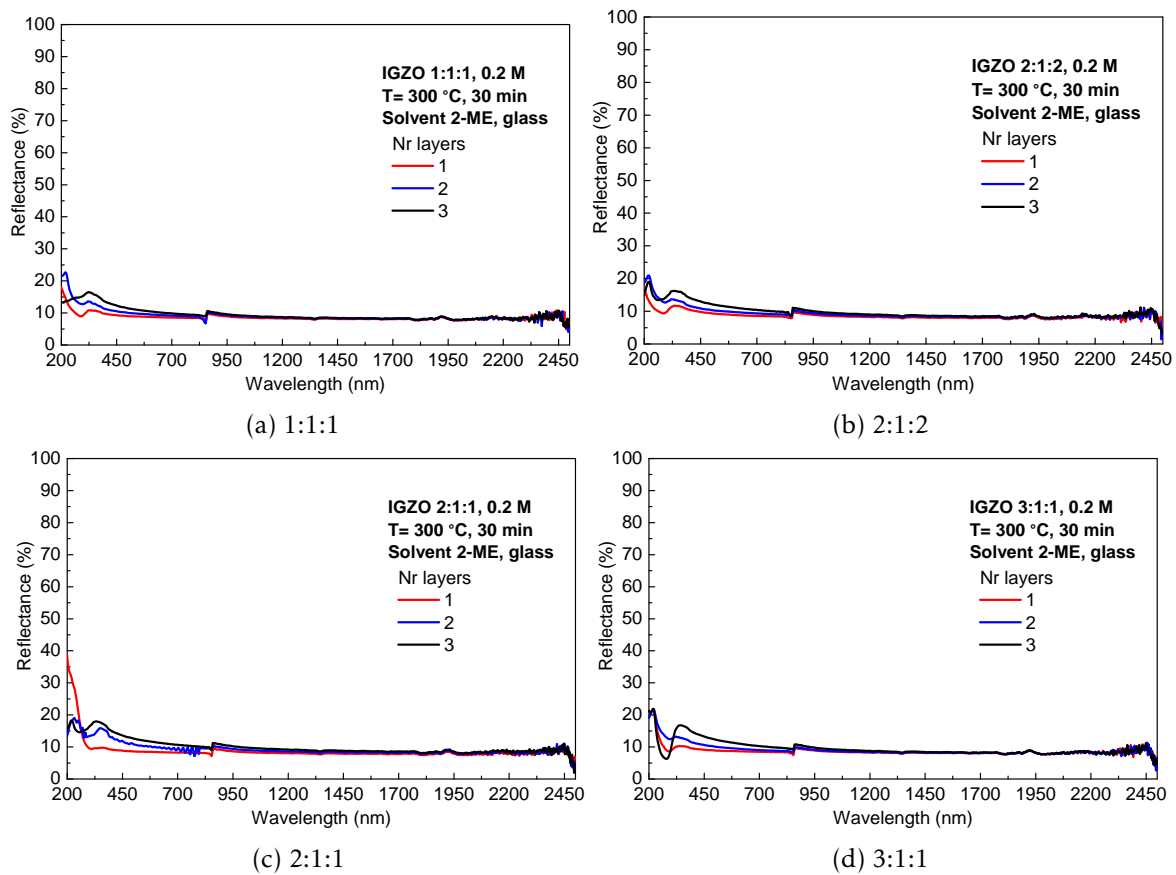 100
90
80
70
60
50
40
30
20
10
0
Reflectance (%)
IGZO 1:1:1, 0.2 M
T= 300 °C, 30 min
Solvent 2-ME, glass
Nr layers
1
2
3
200 450 700 950 1200 1450 1700 1950 2200 2450
Wavelength (nm)
(a) 1:1:1
100
90
80
70
60
50
40
30
20
10
0
Reflectance (%)
IGZO 2:1:2, 0.2 M
T= 300 °C, 30 min
Solvent 2-ME, glass
Nr layers
1
2
3
200 450 700 950 1200 1450 1700 1950 2200 2450
Wavelength (nm)
(b) 2:1:2
100
90
80
70
60
50
40
30
20
10
0
Reflectance (%)
IGZO 2:1:1, 0.2 M
T= 300 °C, 30 min
Solvent 2-ME, glass
Nr layers
1
2
3
200 450 700 950 1200 1450 1700 1950 2200 2450
Wavelength (nm)
(c) 2:1:1
100
90
80
70
60
50
40
30
20
10
0
Reflectance (%)
IGZO 3:1:1, 0.2 M
T= 300 °C, 30 min
Solvent 2-ME, glass
Nr layers
1
2
3
200 450 700 950 1200 1450 1700 1950 2200 2450
Wavelength (nm)
(d) 3:1:1